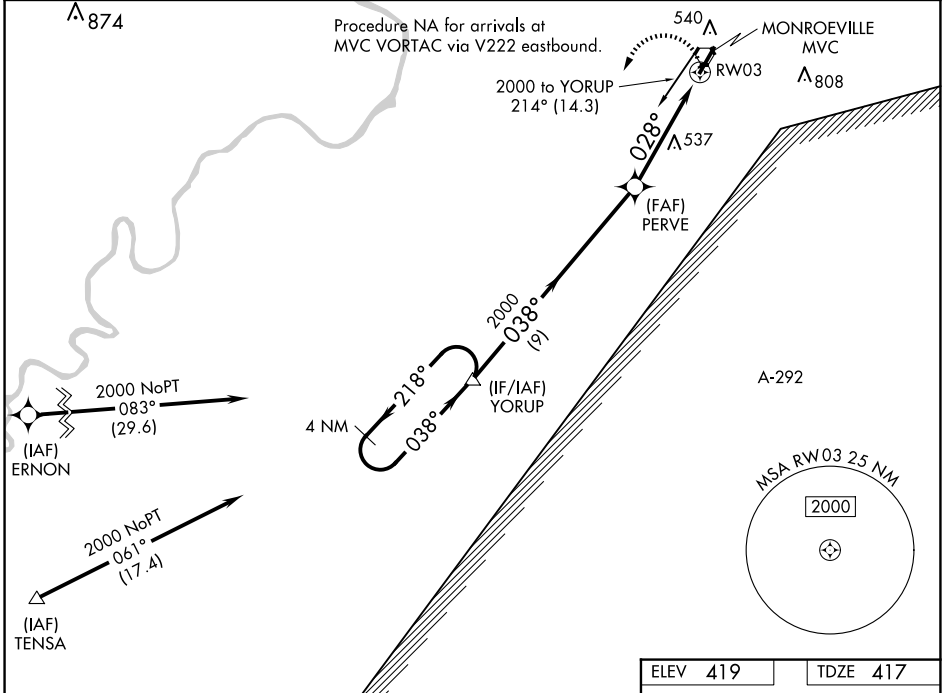 874
Procedure NA for arrivals at
MVC VORTAC via V222 eastbound.
540
MONROEVILLE
MVC
RW03
808
2000 to YORUP
214° (14.3)
028°
537
(FAF)
PERVE
2000
038°
(9)
218°
038°
4 NM
(IF/IAF)
YORUP
2000 NoPT
083°
(29.6)
(IAF)
ERNON
A-292
2000 NoPT
061°
(17.4)
(IAF)
TENSA
MSA RW03 25 NM
2000
ELEV 419
TDZE 417